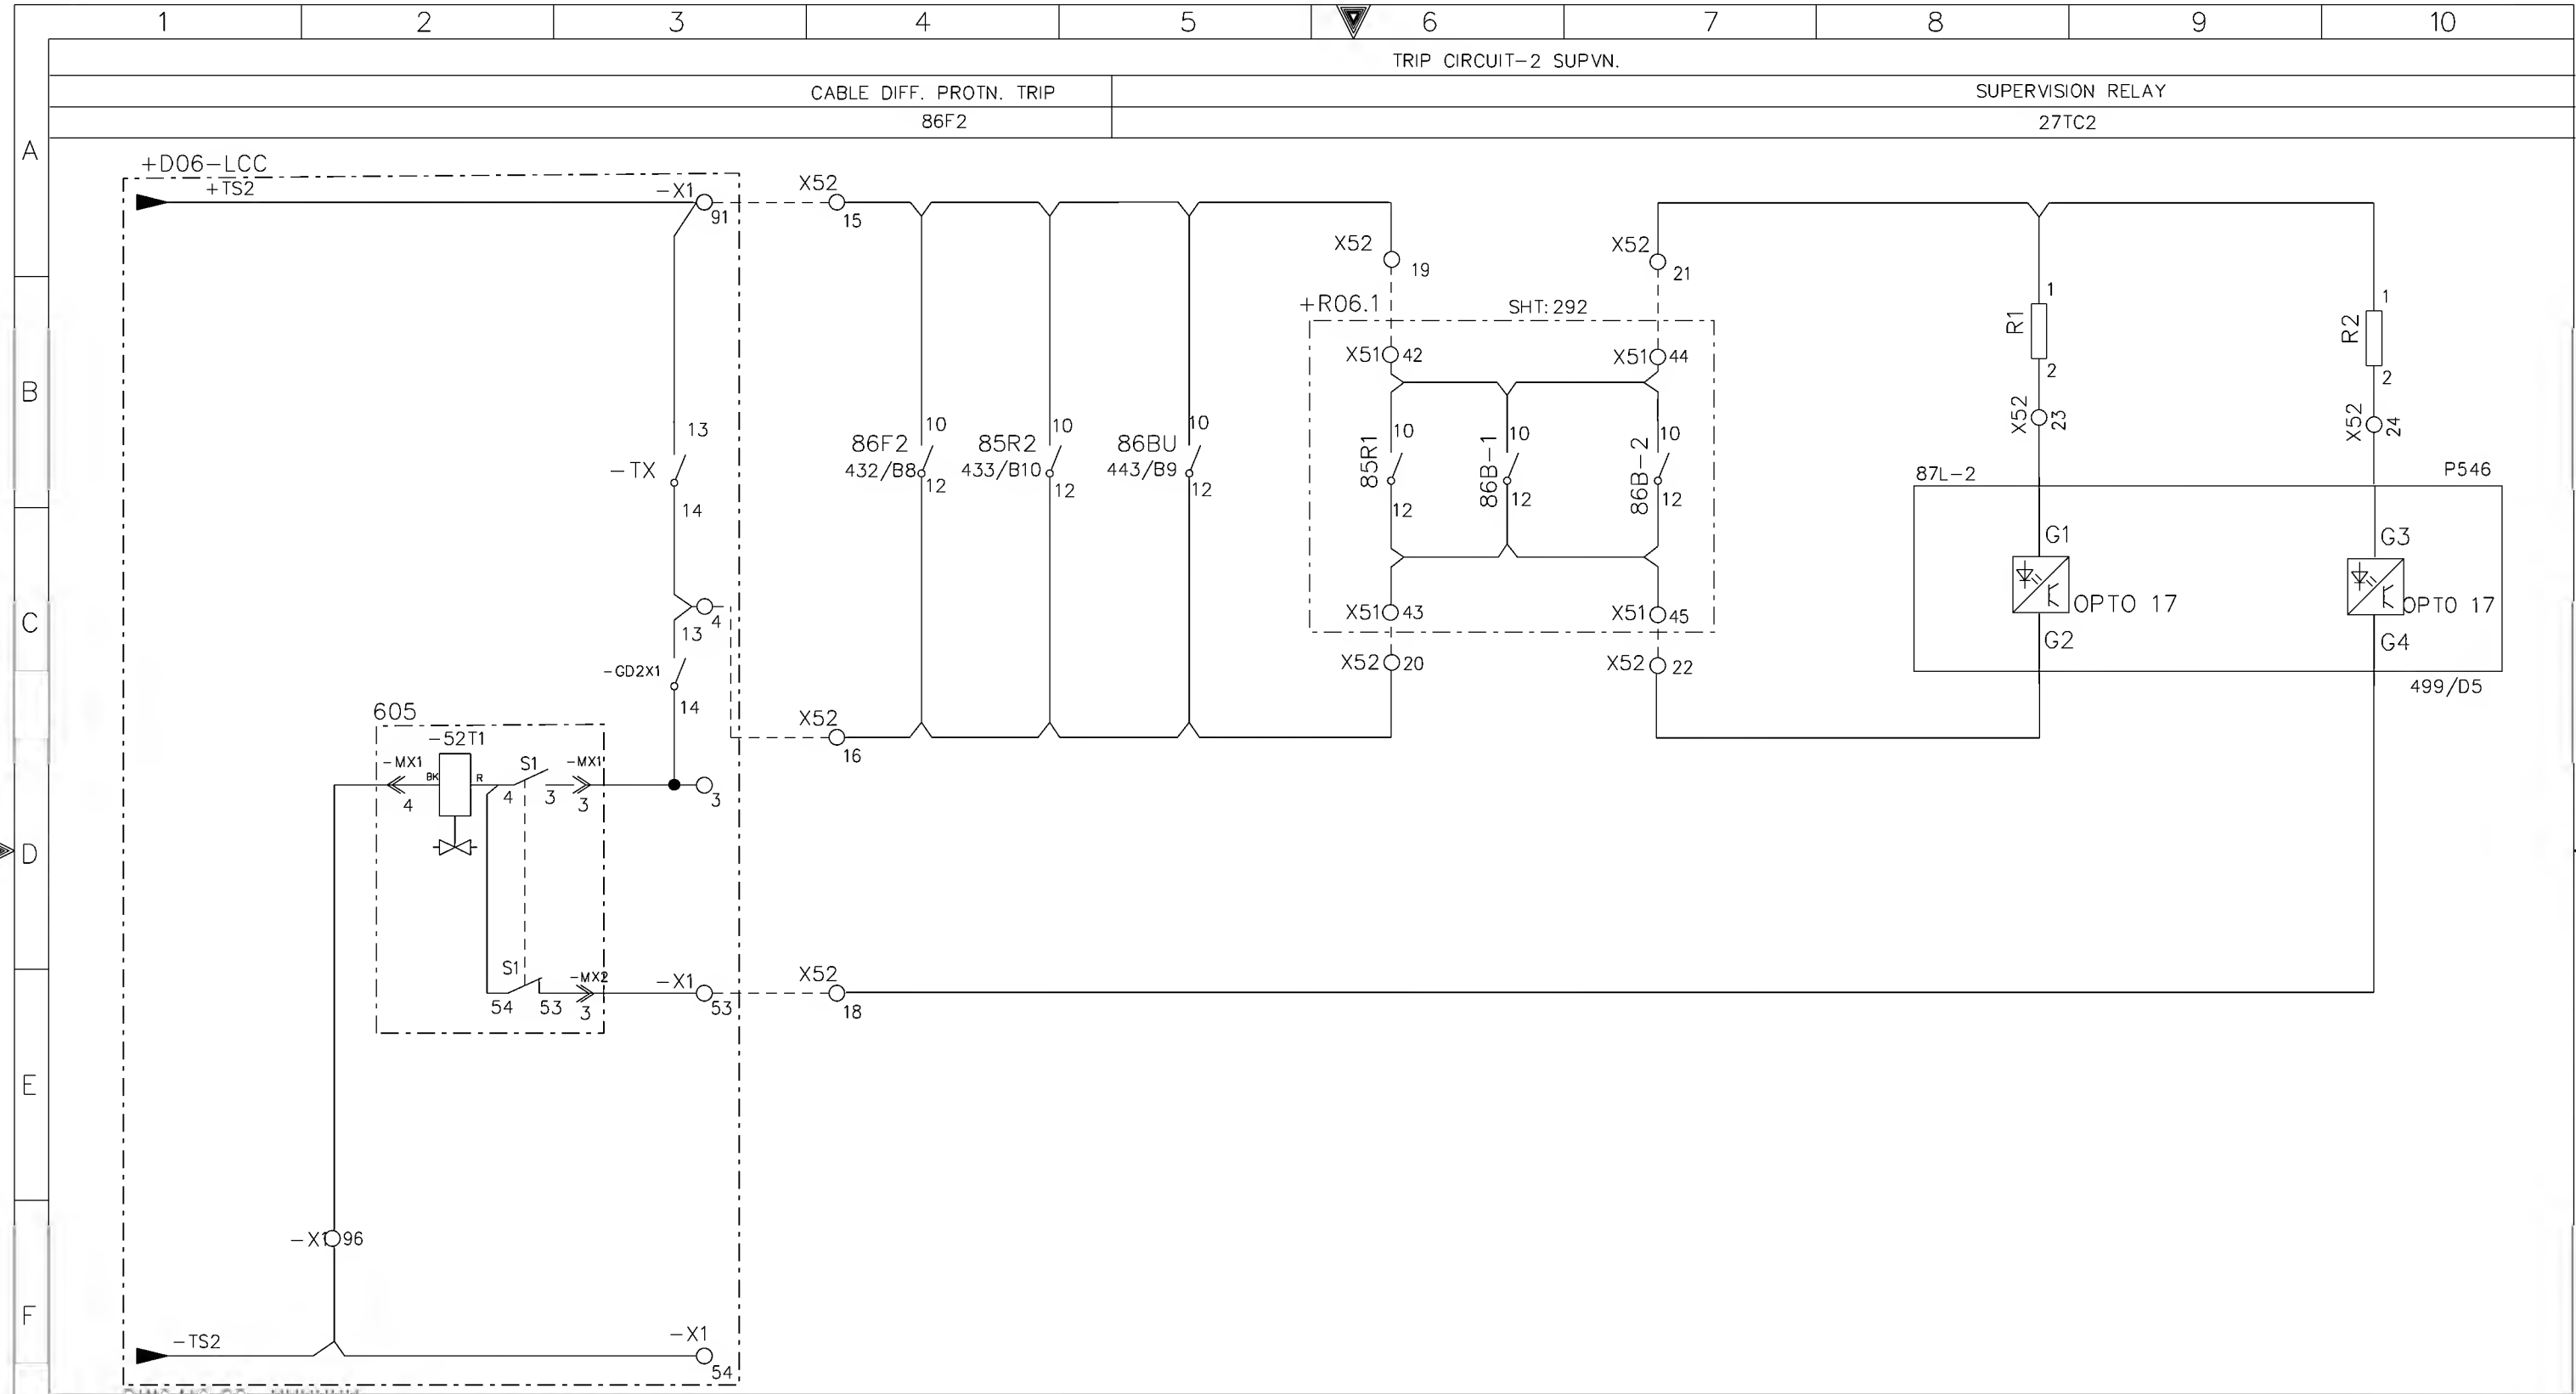 1 2 3 4 5 6 7 8 9 10
TRIP CIRCUIT-2 SUPVN.
CABLE DIFF. PROTN. TRIP SUPERVISION RELAY
86F2 27TC2
A
+D06-LCC
+TS2
-X1
91
X52
15
X52
19
X52
21
+R06.1
SHT: 292
1
R1
2
1
R2
2
B
X51 42
X51 44
X52
23
X52
24
13
-TX
14
10
86F2
432/B8
12
10
85R2
433/B10
12
10
86BU
443/B9
12
10
85R1
12
10
86B-1
12
10
86B-2
12
87L-2
P546
G1
OPTO 17
G2
G3
OPTO 17
G4
499/D5
C
4
13
-GD2X1
14
X51 43
X51 45
X52 20
X52 22
X52
16
605
-52T1
-MX1
4
BK
R
S1
4
3
-MX1
3
3
D
S1
54
53
-MX2
3
-X1
53
X52
18
E
-X1 96
F
-TS2
-X1
54